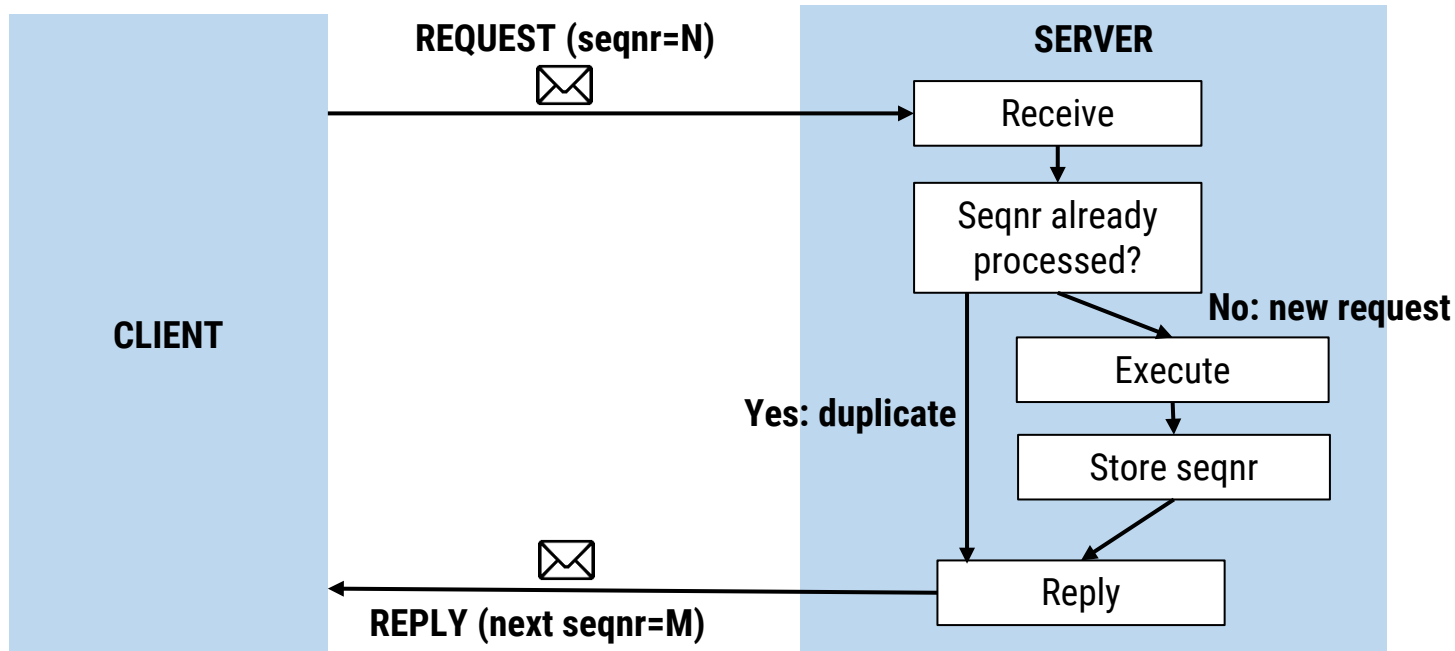 REQUEST (seqnr=N)
SERVER
Receive
Seqnr already
processed?
No: new request
CLIENT
Execute
Yes: duplicate
Store seqnr
Reply
REPLY (next seqnr=M)